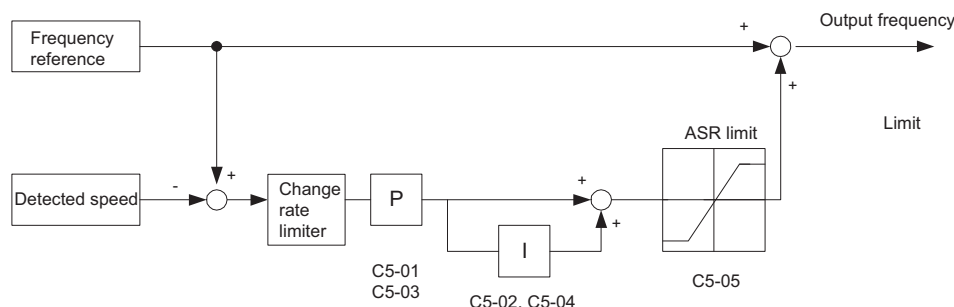 Frequency
reference
+
Output frequency
+
Limit
ASR limit
Detected speed
-
+
Change
rate
limiter
P
+
+
I
C5-01
C5-03
C5-02, C5-04
C5-05